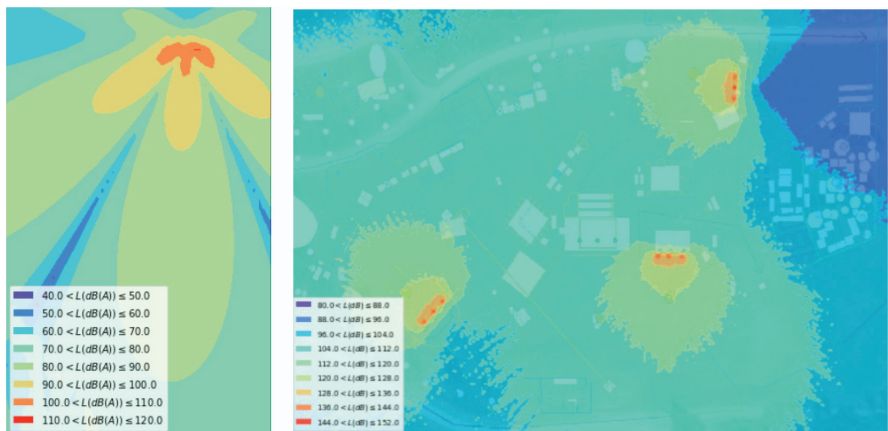 40.0 < L(dB(A)) ≤ 50.0
50.0 < L(dB(A)) ≤ 60.0
60.0 < L(dB(A)) ≤ 70.0
70.0 < L(dB(A)) ≤ 80.0
80.0 < L(dB(A)) ≤ 90.0
90.0 < L(dB(A)) ≤ 100.0
100.0 < L(dB(A)) ≤ 110.0
110.0 < L(dB(A)) ≤ 120.0
80.0 < L(dB) ≤ 88.0
88.0 < L(dB) ≤ 96.0
96.0 < L(dB) ≤ 104.0
104.0 < L(dB) ≤ 112.0
112.0 < L(dB) ≤ 120.0
120.0 < L(dB) ≤ 128.0
128.0 < L(dB) ≤ 136.0
136.0 < L(dB) ≤ 144.0
144.0 < L(dB) ≤ 152.0